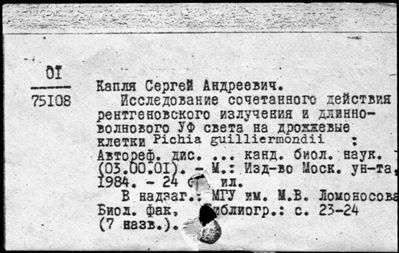 01
75108
Капля Сергей Андреевич.
Исследование сочетанного действия
рентгеновского излучения и длинно-
волнового УФ света на дрожжевые
клетки Pichia guilliermondii :
Автореф. дис. ... канд. биол. наук.
(03.00.01). - М.: Изд-во Моск. ун-та,
1984. - 24 ил.
В надзаг.: МГУ им. М.В. Ломоносова
Биол. фак, Библиогр.: с. 23-24
(7 назв.).